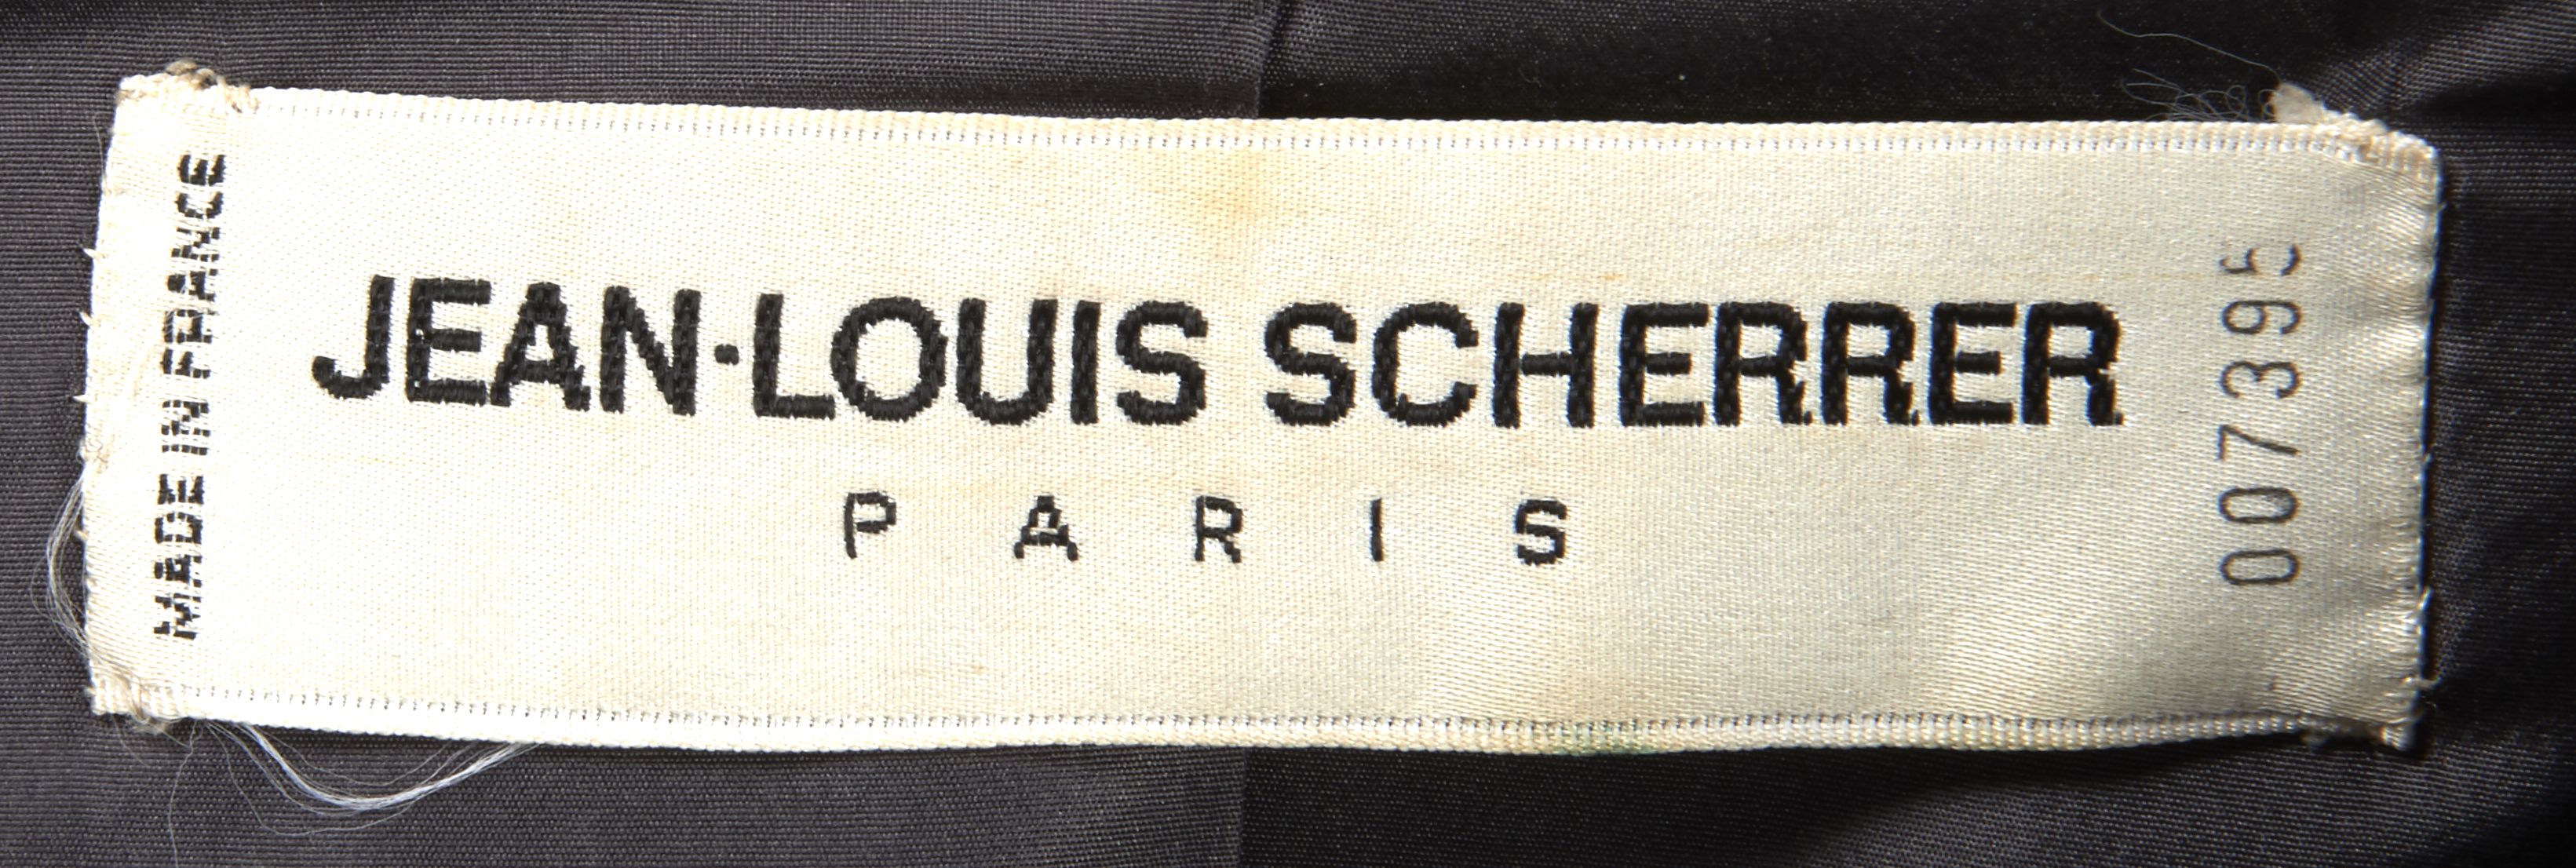 MADE IN FRANCE
JEAN·LOUIS SCHERRER
PARIS
007395